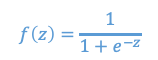 f(z) = 1 / (1 + e^{-z})